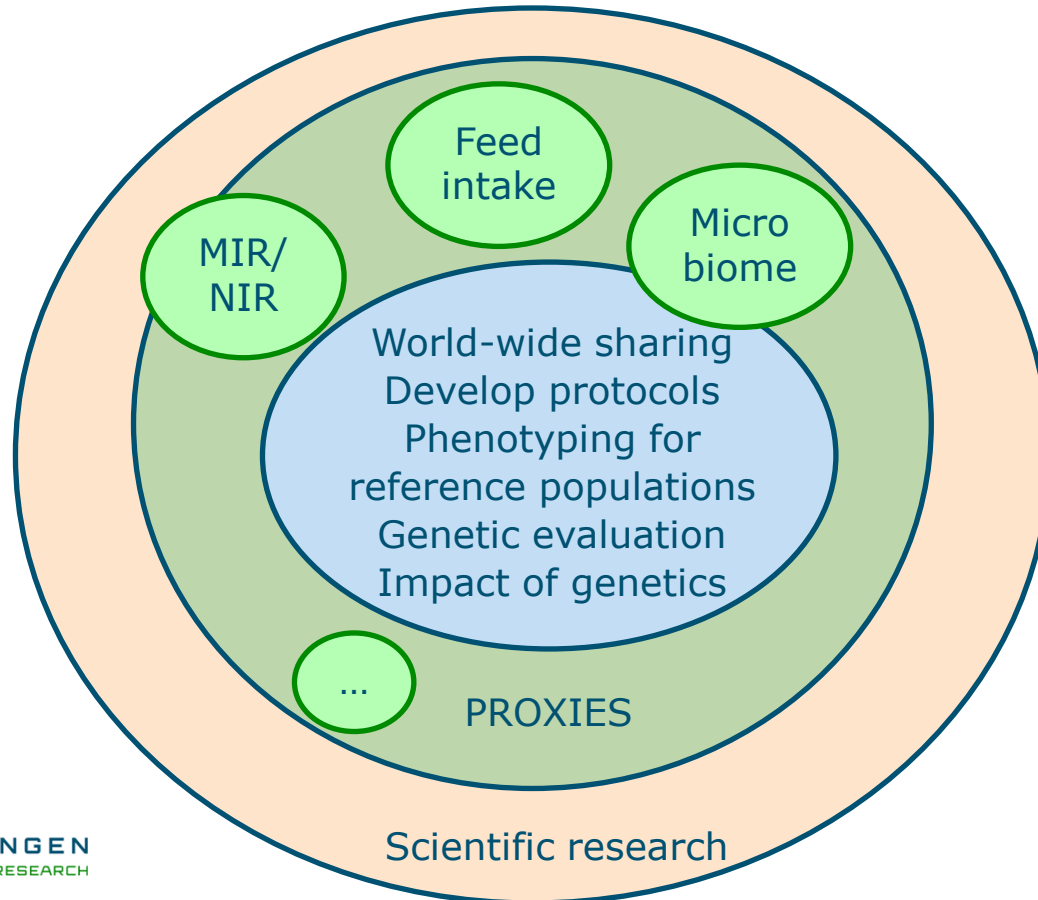 Feed
intake
Micro
biome
MIR/
NIR
World-wide sharing
Develop protocols
Phenotyping for
reference populations
Genetic evaluation
Impact of genetics
...
PROXIES
Scientific research
NGEN
RESEARCH